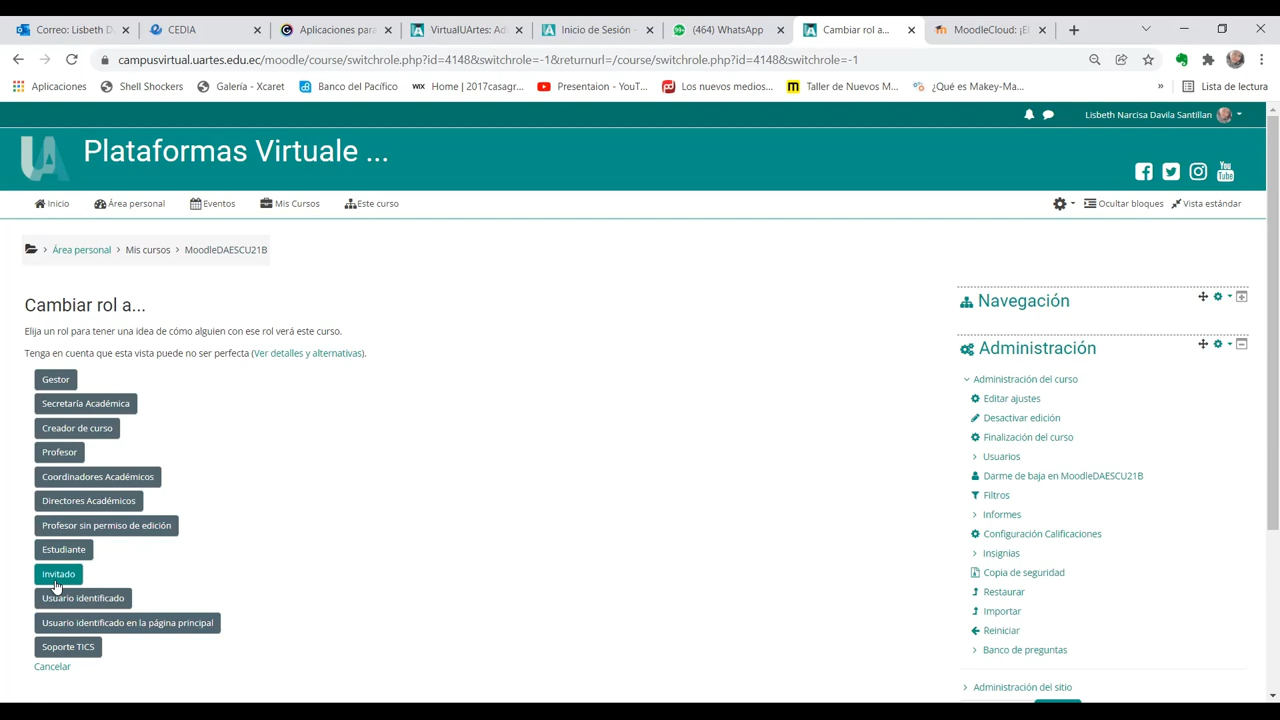 Correo: Lisbeth D
CEDIA
Aplicaciones para
VirtualUArtes: Ad
Inicio de Sesión -
(464) WhatsApp
Cambiar rol a...
MoodleCloud: ¡El
campusvirtual.uartes.edu.ec/moodle/course/switchrole.php?id=4148&switchrole=-1&returnurl=/course/switchrole.php?id=4148&switchrole=-1
Aplicaciones
Shell Shockers
Galería - Xcaret
Banco del Pacífico
WIX
Home | 2017casagr...
Presentaion - YouT...
Los nuevos medios...
Taller de Nuevos M...
¿Qué es Makey-Ma...
»
Lista de lectura
Lisbeth Narcisa Davila Santillan
UA
Plataformas Virtuale ...
You
Tube
Inicio
Área personal
Eventos
Mis Cursos
Este curso
Ocultar bloques
Vista estándar
Área personal > Mis cursos > MoodleDAESCU21B
Cambiar rol a...
Elija un rol para tener una idea de cómo alguien con ese rol verá este curso.
Tenga en cuenta que esta vista puede no ser perfecta (Ver detalles y alternativas).
Gestor
Secretaría Académica
Creador de curso
Profesor
Coordinadores Académicos
Directores Académicos
Profesor sin permiso de edición
Estudiante
Invitado
Usuario identificado
Usuario identificado en la página principal
Soporte TICS
Cancelar
Navegación
Administración
Administración del curso
Editar ajustes
Desactivar edición
Finalización del curso
Usuarios
Darme de baja en MoodleDAESCU21B
Filtros
Informes
Configuración Calificaciones
Insignias
Copia de seguridad
Restaurar
Importar
Reiniciar
Banco de preguntas
Administración del sitio